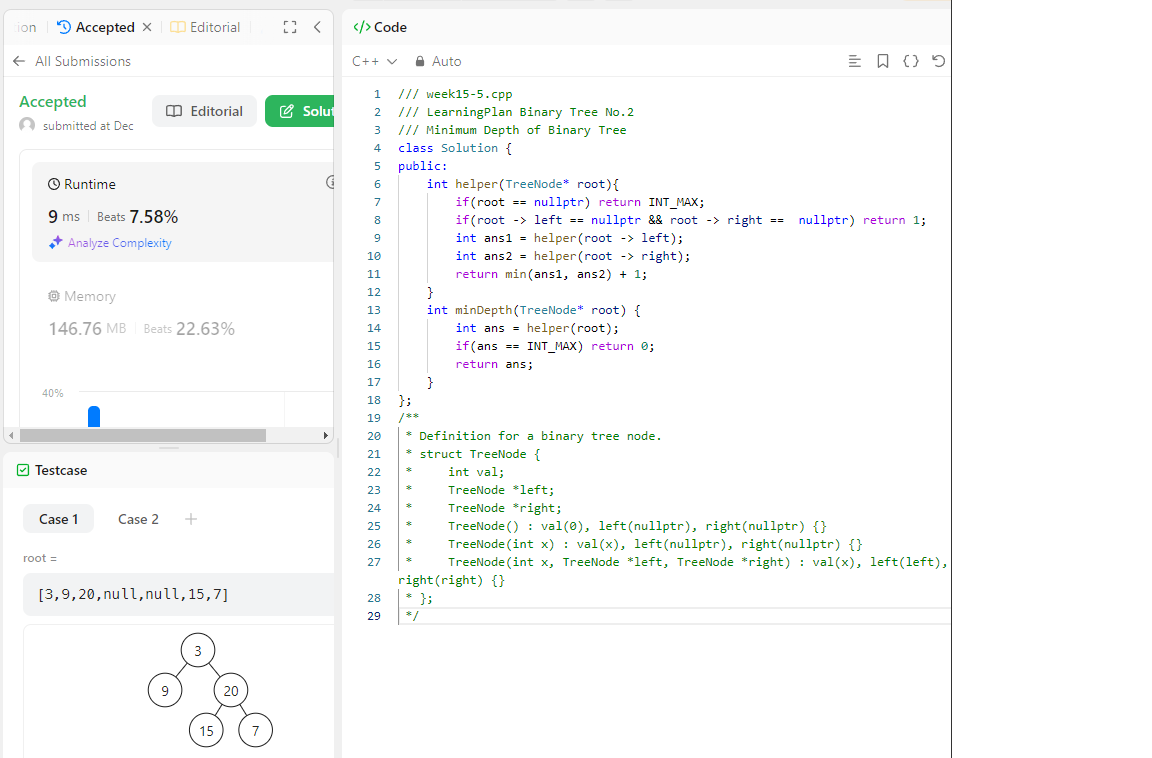 ion
Accepted
Editorial
All Submissions
Accepted
submitted at Dec
Editorial
Solut
Runtime
9 ms Beats 7.58%
Analyze Complexity
Memory
146.76 MB Beats 22.63%
40%
Testcase
Case 1 Case 2 +
root =
[3,9,20,null,null,15,7]
3
9 20
15 7
</> Code
C++ Auto
1 /// week15-5.cpp
2 /// LearningPlan Binary Tree No.2
3 /// Minimum Depth of Binary Tree
4 class Solution {
5 public:
6     int helper(TreeNode* root){
7         if(root == nullptr) return INT_MAX;
8         if(root -> left == nullptr && root -> right ==  nullptr) return 1;
9         int ans1 = helper(root -> left);
10         int ans2 = helper(root -> right);
11         return min(ans1, ans2) + 1;
12     }
13     int minDepth(TreeNode* root) {
14         int ans = helper(root);
15         if(ans == INT_MAX) return 0;
16         return ans;
17     }
18 };
19 /**
20  * Definition for a binary tree node.
21  * struct TreeNode {
22  *     int val;
23  *     TreeNode *left;
24  *     TreeNode *right;
25  *     TreeNode() : val(0), left(nullptr), right(nullptr) {}
26  *     TreeNode(int x) : val(x), left(nullptr), right(nullptr) {}
27  *     TreeNode(int x, TreeNode *left, TreeNode *right) : val(x), left(left),
right(right) {}
28  * };
29  */